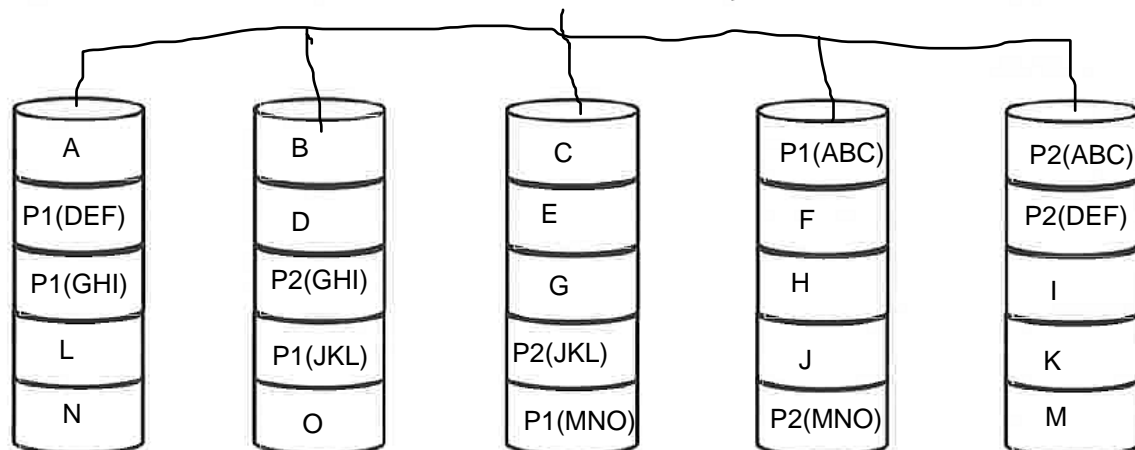 A B C P1(ABC) P2(ABC)
P1(DEF) D E F P2(DEF)
P1(GHI) P2(GHI) G H I
L P1(JKL) P2(JKL) J K
N O P1(MNO) P2(MNO) M